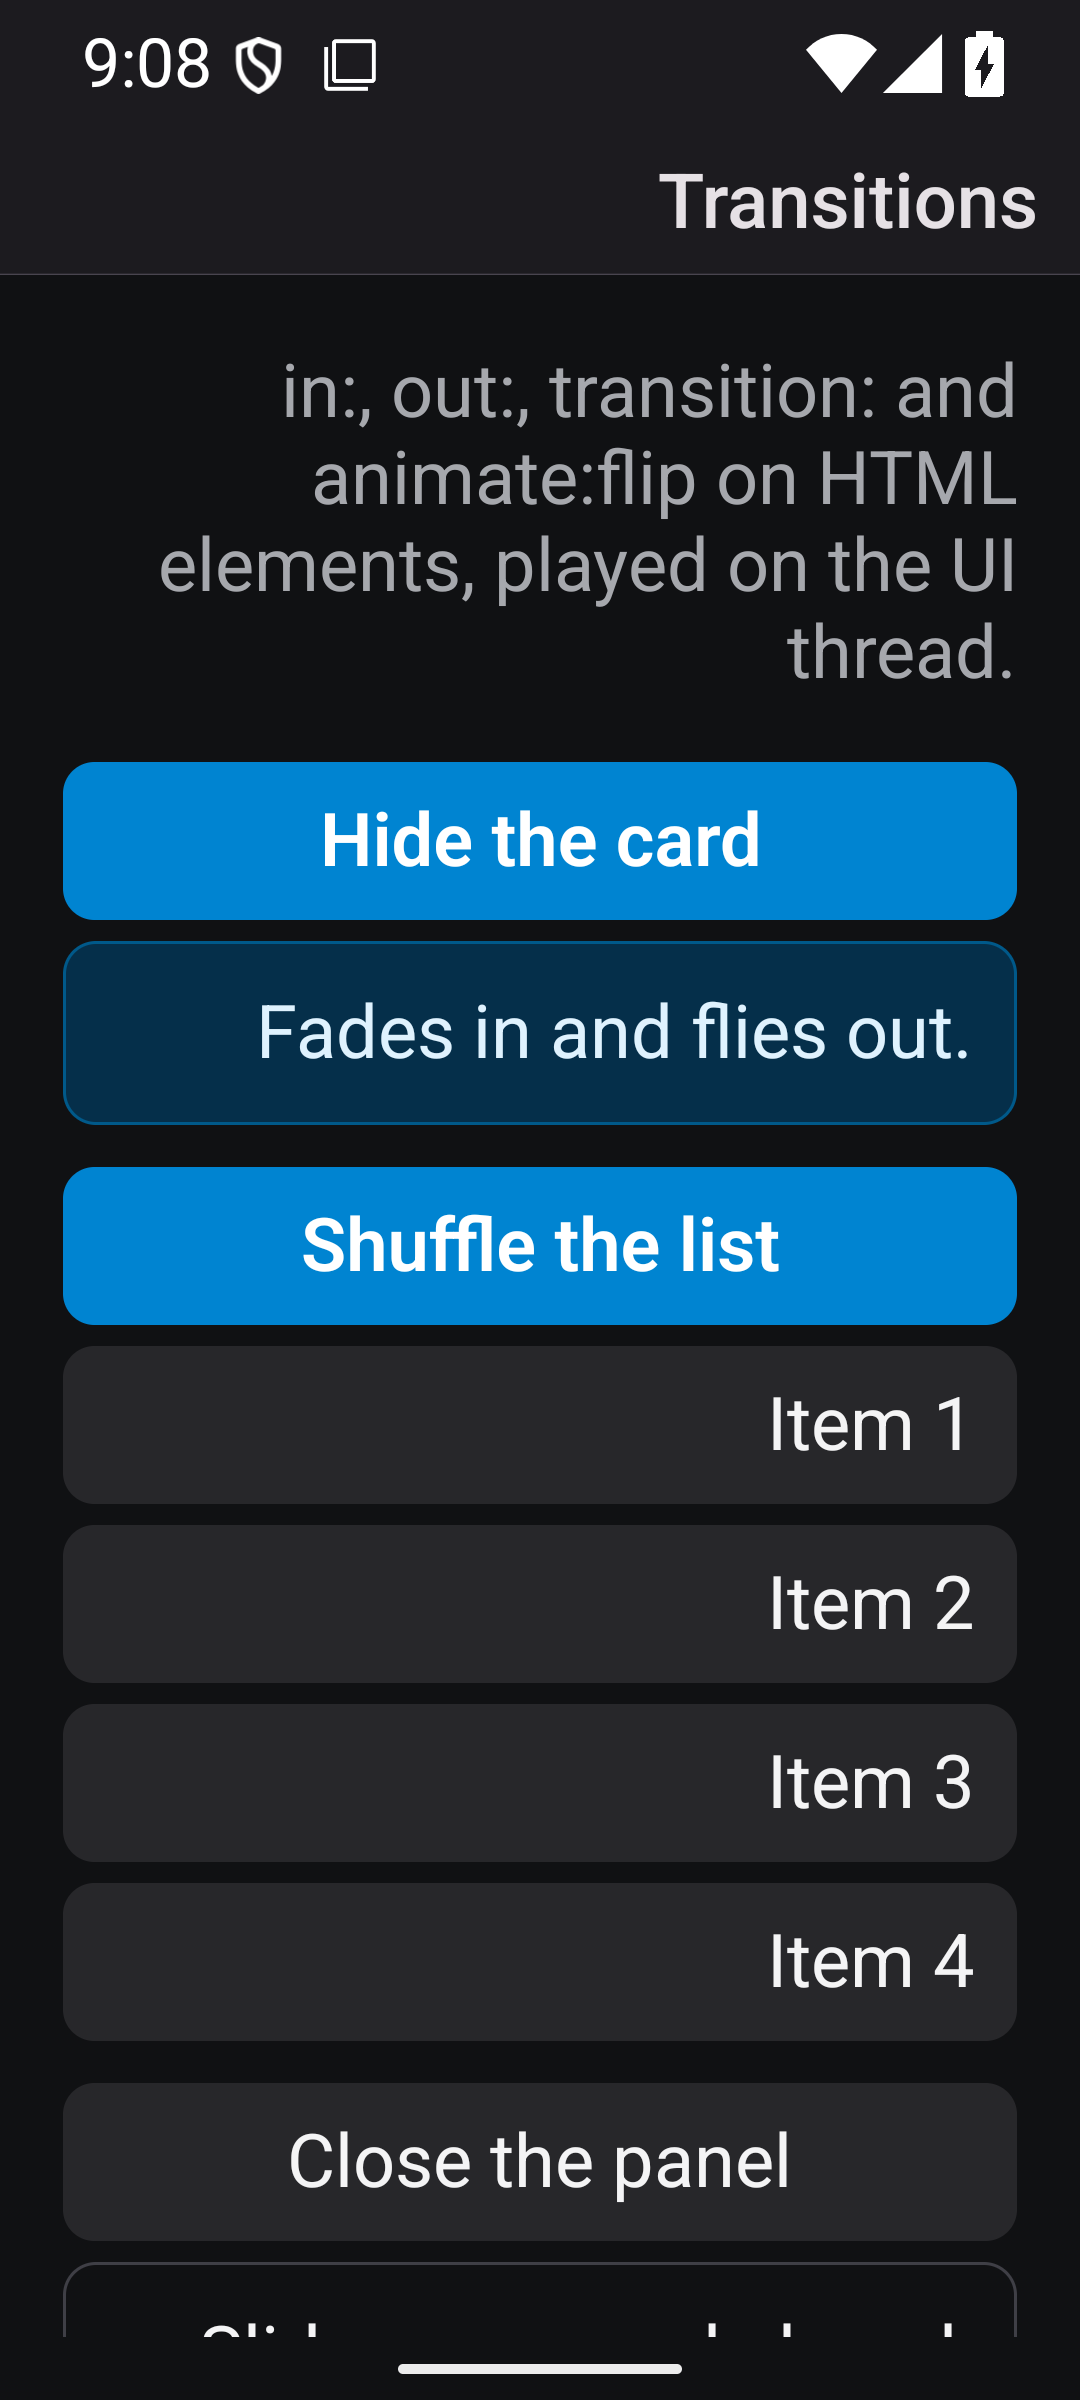 9:08
Transitions
in:, out:, transition: and
animate:flip on HTML
elements, played on the UI
thread.
Hide the card
Fades in and flies out.
Shuffle the list
Item 1
Item 2
Item 3
Item 4
Close the panel